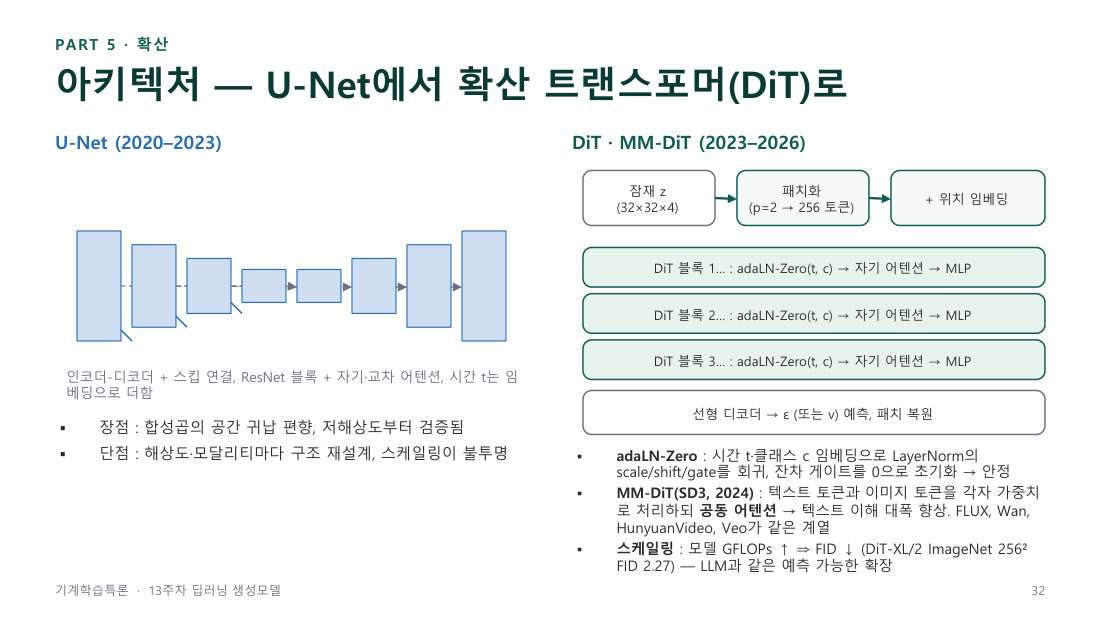 PART 5 · 확산
아키텍처 — U-Net에서 확산 트랜스포머(DiT)로
U-Net (2020–2023)
인코더-디코더 + 스킵 연결, ResNet 블록 + 자기·교차 어텐션, 시간 t는 임
베딩으로 더함
▪ 장점 : 합성곱의 공간 귀납 편향, 저해상도부터 검증됨
▪ 단점 : 해상도·모달리티마다 구조 재설계, 스케일링이 불투명
DiT · MM-DiT (2023–2026)
잠재 z
(32×32×4)
패치화
(p=2 → 256 토큰)
+ 위치 임베딩
DiT 블록 1… : adaLN-Zero(t, c) → 자기 어텐션 → MLP
DiT 블록 2… : adaLN-Zero(t, c) → 자기 어텐션 → MLP
DiT 블록 3… : adaLN-Zero(t, c) → 자기 어텐션 → MLP
선형 디코더 → ε (또는 v) 예측, 패치 복원
▪ adaLN-Zero : 시간 t·클래스 c 임베딩으로 LayerNorm의
scale/shift/gate를 회귀, 잔차 게이트를 0으로 초기화 → 안정
▪ MM-DiT(SD3, 2024) : 텍스트 토큰과 이미지 토큰을 각자 가중치
로 처리하되 공동 어텐션 → 텍스트 이해 대폭 향상. FLUX, Wan,
HunyuanVideo, Veo가 같은 계열
▪ 스케일링 : 모델 GFLOPs ↑ ⇒ FID ↓ (DiT-XL/2 ImageNet 256²
FID 2.27) — LLM과 같은 예측 가능한 확장
기계학습특론 · 13주차 딥러닝 생성모델
32